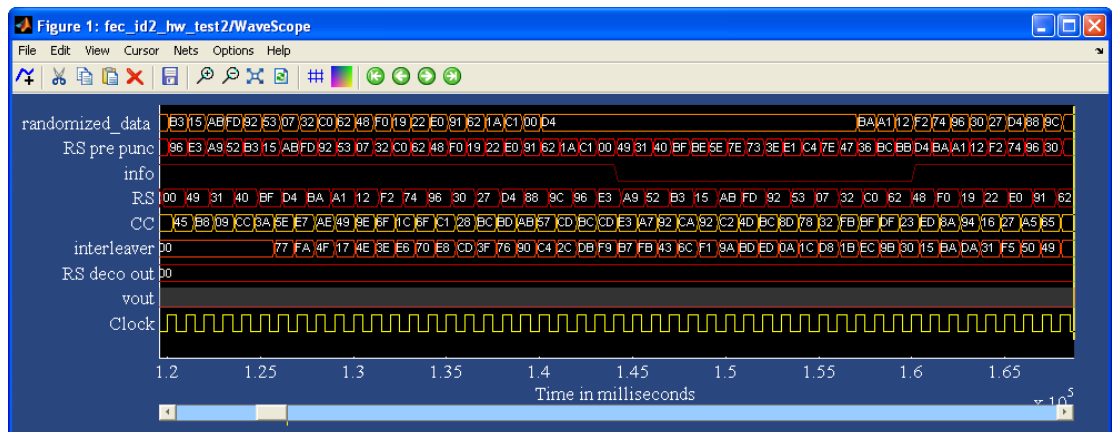 Figure 1: fec_id2_hw_test2/WaveScope
File Edit View Cursor Nets Options Help
randomized_data B3 15 AB FD 92 53 07 32 C0 62 48 F0 19 22 E0 91 62 1A C1 00 D4 BA A1 12 F2 74 96 30 27 D4 88 9C
RS pre punc 96 E3 A9 52 B3 15 AB FD 92 53 07 32 C0 62 48 F0 19 22 E0 91 62 1A C1 00 49 31 40 BF BE 5E 7E 73 3E E1 C4 7E 47 36 BC BB D4 BA A1 12 F2 74 96 30
info
RS 00 49 31 40 BF D4 BA A1 12 F2 74 96 30 27 D4 88 9C 96 E3 A9 52 B3 15 AB FD 92 53 07 32 C0 62 48 F0 19 22 E0 91 62
CC 45 B8 09 CC 3A 5E E7 AE 49 9E 6F 1C 6F C1 28 BC BD AB 57 CD BC CD E3 A7 92 CA 92 C2 4D BC 8D 78 32 FB BF DF 23 ED 8A 94 16 27 A5 65
interleaver 00 77 FA 4F 17 4E 3E E6 70 E8 CD 3F 76 90 C4 2C DB F9 B7 FB 43 6C F1 9A BD ED 0A 1C D8 1B EC 9B 30 15 BA DA 31 F5 50 49
RS deco out 00
vout
Clock
1.2 1.25 1.3 1.35 1.4 1.45 1.5 1.55 1.6 1.65
Time in milliseconds
x 10^5